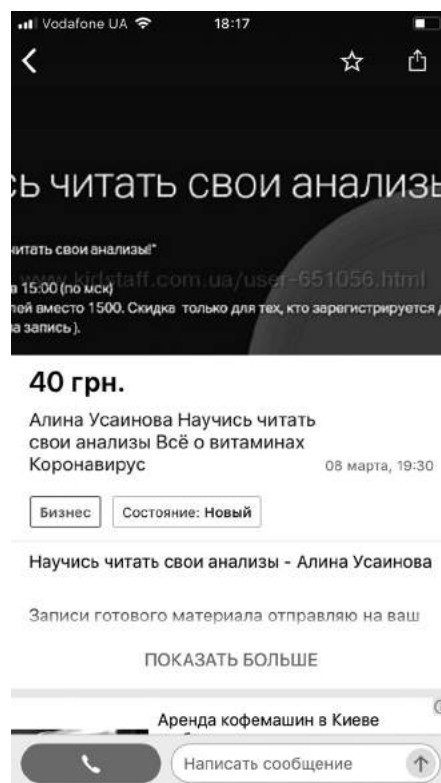 Vodafone UA
18:17
сь читать свои анализы
читать свои анализы!"
www.kidstaff.com.ua/user-651056.html
15:00 (по мск)
лей вместо 1500. Скидка только для тех, кто зарегистрируется д
а запись).
40 грн.
Алина Усаинова Научись читать
свои анализы Всё о витаминах
Коронавирус
08 марта, 19:30
Бизнес
Состояние: Новый
Научись читать свои анализы - Алина Усаинова
Записи готового материала отправляю на ваш
ПОКАЗАТЬ БОЛЬШЕ
Аренда кофемашин в Киеве
Написать сообщение